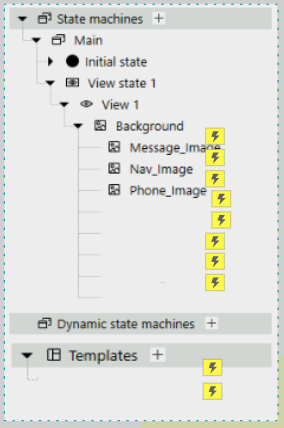 State machines
Main
Initial state
View state 1
View 1
Background
Message_Image
Nav_Image
Phone_Image
Dynamic state machines
Templates